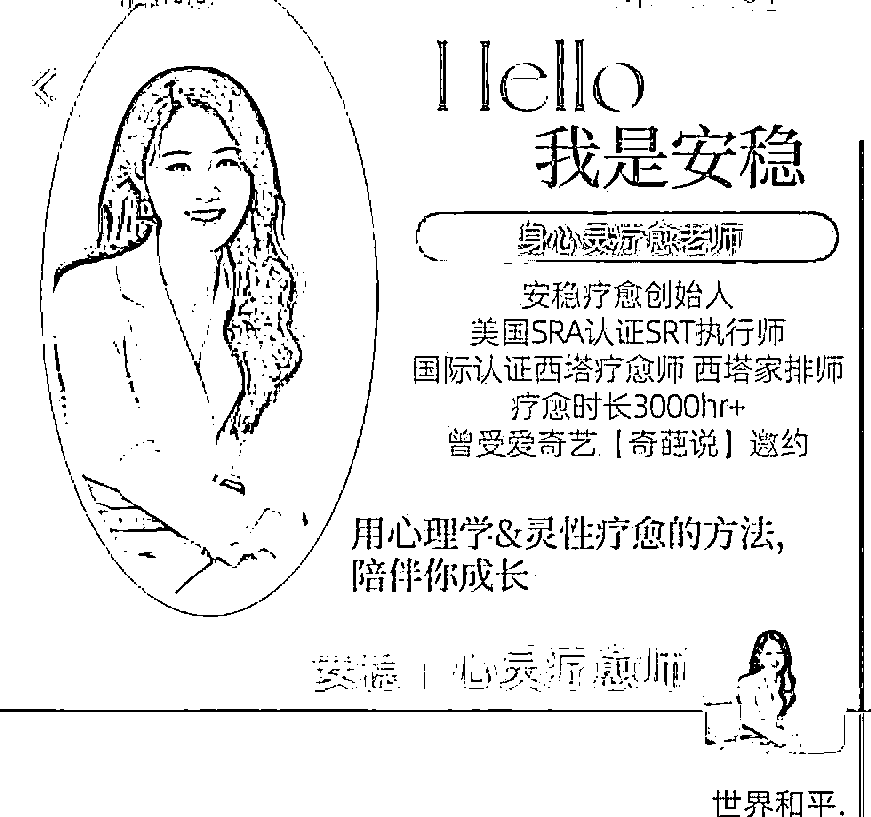 Hello
我是安稳
身心灵疗愈老师
安稳疗愈创始人
美国SRA认证SRT执行师
国际认证西塔疗愈师 西塔家排师
疗愈时长3000hr+
曾受爱奇艺【奇葩说】邀约
用心理学&灵性疗愈的方法,
陪伴你成长
安稳 | 心灵疗愈师
世界和平.